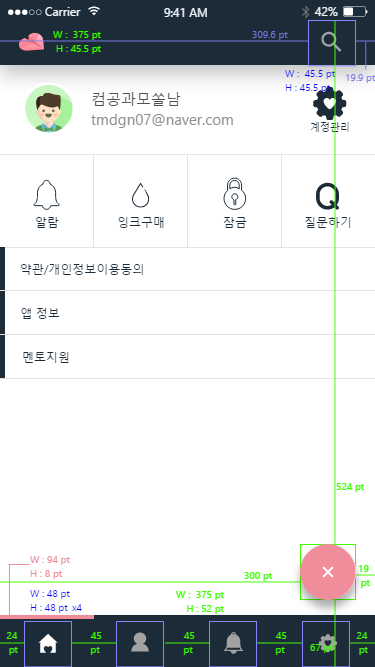 Carrier 9:41 AM 42%
W : 375 pt
H : 45.5 pt
309.6 pt
W : 45.5 pt
H : 45.5 pt
19.9 pt
컴공과모쏠남
tmdgn07@naver.com
계정관리
알람 잉크구매 잠금 질문하기
약관/개인정보이용동의
앱 정보
멘토지원
524 pt
W : 94 pt
H : 8 pt
300 pt
19 pt
W : 48 pt
H : 48 pt x4
W : 375 pt
H : 52 pt
24 pt
45 pt
45 pt
45 pt
24 pt